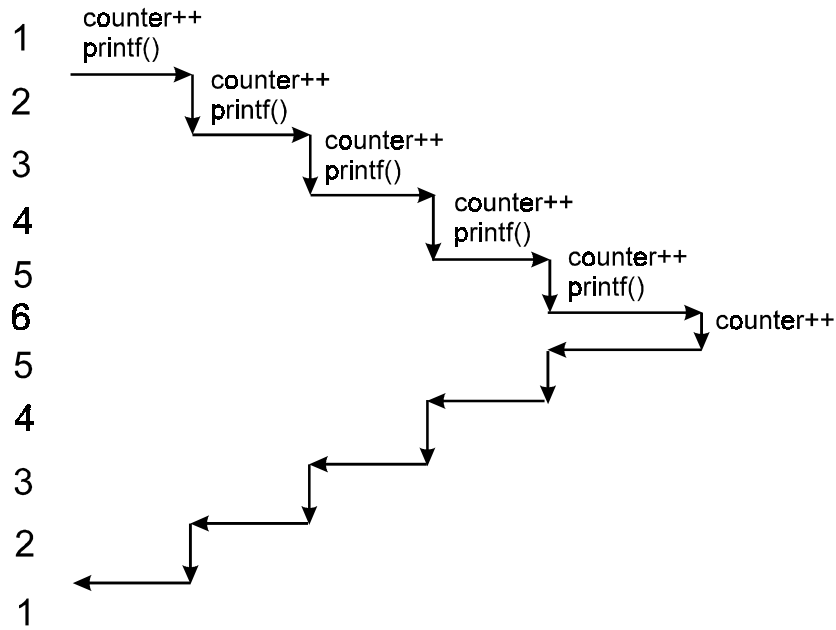 1
counter++
printf()
2
counter++
printf()
3
counter++
printf()
4
counter++
printf()
5
counter++
printf()
6
counter++
5
4
3
2
1